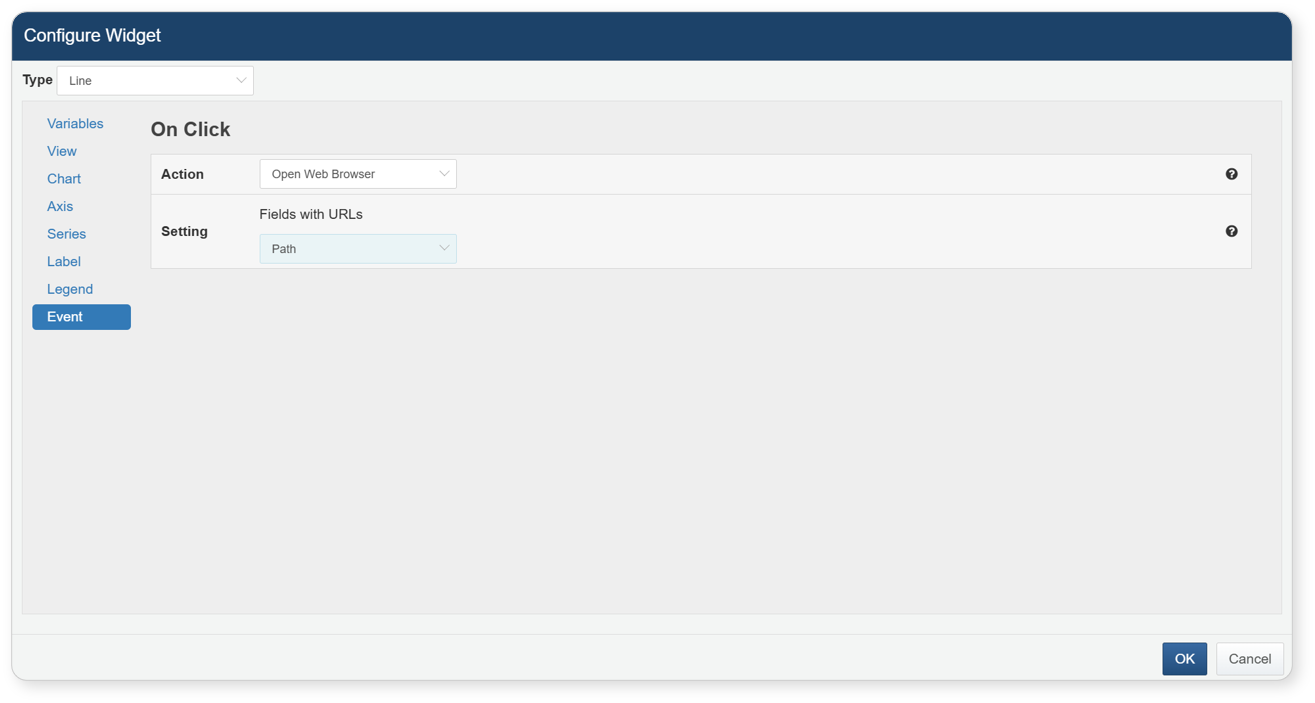 Configure Widget
Type Line
Variables
View
Chart
Axis
Series
Label
Legend
Event
On Click
Action Open Web Browser ?
Setting Fields with URLs ?
Path
OK Cancel